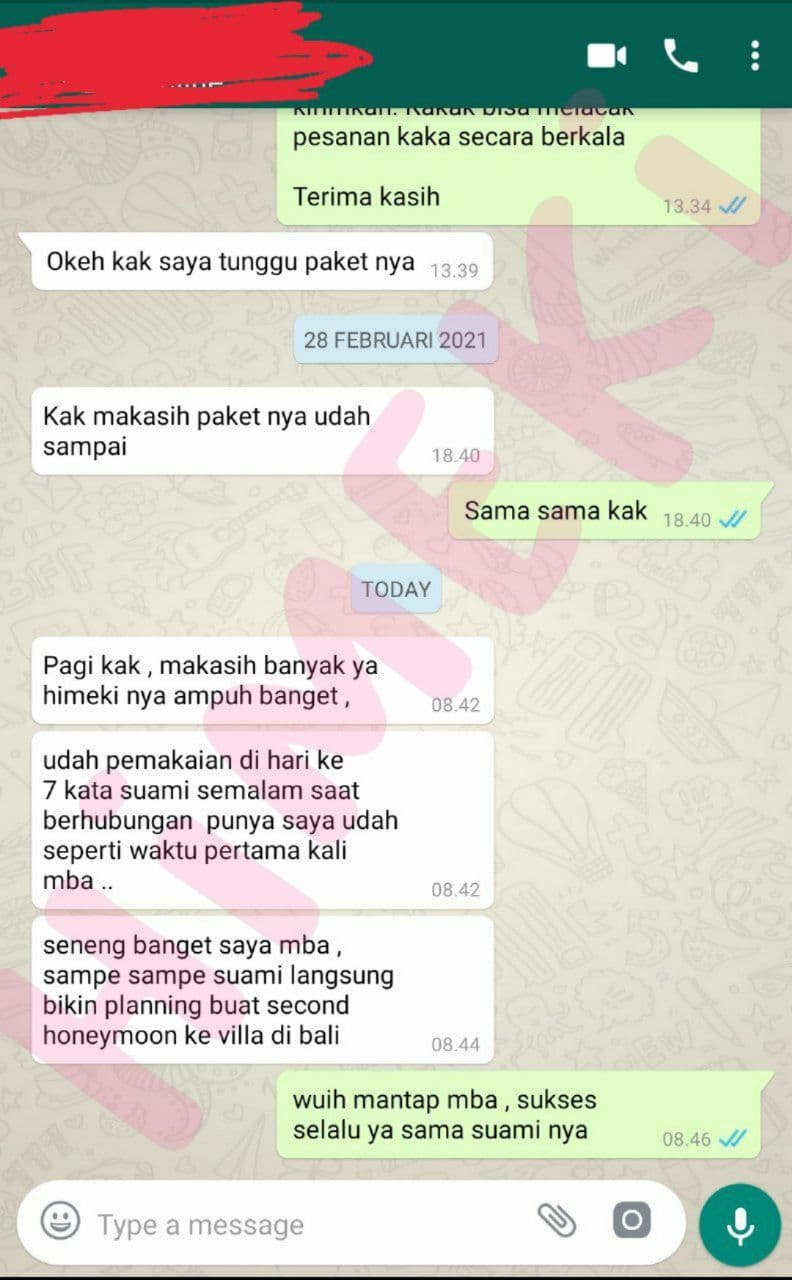 pesanan kaka secara berkala
Terima kasih
13.34
Okeh kak saya tunggu paket nya 13.39
28 FEBRUARI 2021
Kak makasih paket nya udah
sampai
18.40
Sama sama kak 18.40
TODAY
Pagi kak , makasih banyak ya
himeki nya ampuh banget ,
08.42
udah pemakaian di hari ke
7 kata suami semalam saat
berhubungan punya saya udah
seperti waktu pertama kali
mba ..
08.42
seneng banget saya mba ,
sampe sampe suami langsung
bikin planning buat second
honeymoon ke villa di bali
08.44
wuih mantap mba , sukses
selalu ya sama suami nya
08.46
Type a message
HIMEKI